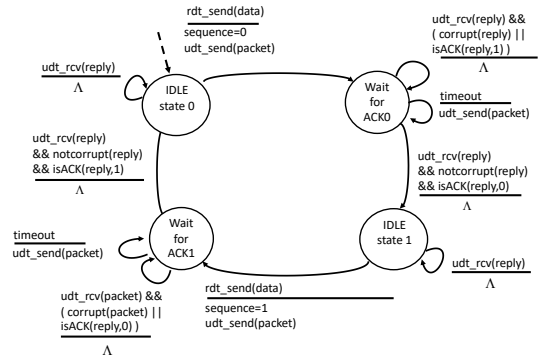 rdt_send(data)
sequence=0
udt_send(packet)
udt_rcv(reply) &&
( corrupt(reply) ||
isACK(reply,1) )
Λ
udt_rcv(reply)
Λ
IDLE
state 0
Wait
for
ACK0
timeout
udt_send(packet)
udt_rcv(reply)
&& notcorrupt(reply)
&& isACK(reply,1)
Λ
udt_rcv(reply)
&& notcorrupt(reply)
&& isACK(reply,0)
Λ
timeout
udt_send(packet)
Wait
for
ACK1
IDLE
state 1
udt_rcv(reply)
Λ
udt_rcv(packet) &&
( corrupt(packet) ||
isACK(reply,0) )
Λ
rdt_send(data)
sequence=1
udt_send(packet)